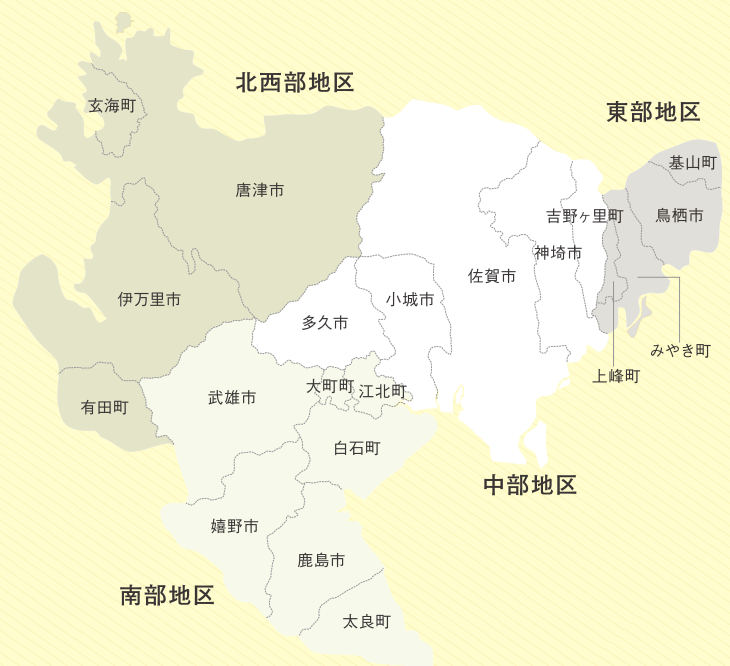 北西部地区
東部地区
玄海町
基山町
唐津市
鳥栖市
吉野ヶ里町
神埼市
佐賀市
伊万里市
小城市
多久市
みやき町
上峰町
大町町
江北町
武雄市
有田町
白石町
中部地区
嬉野市
鹿島市
南部地区
太良町